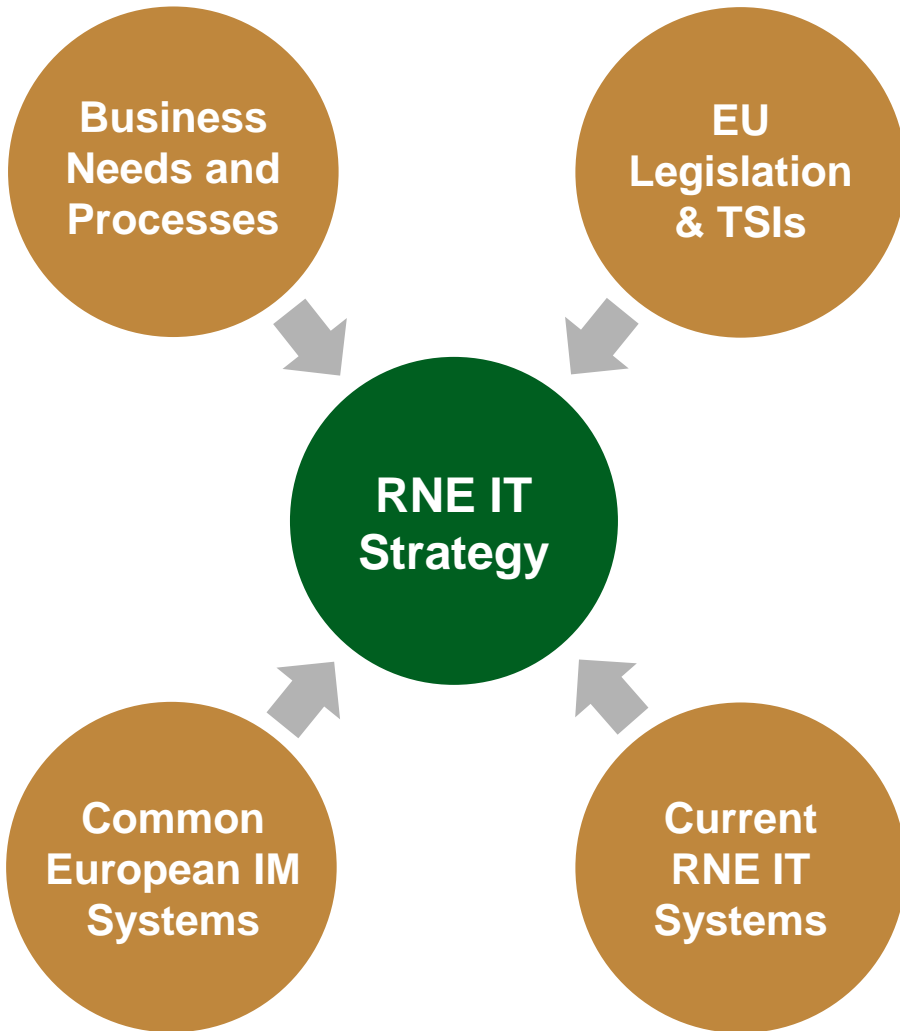 Business
Needs and
Processes
EU
Legislation
& TSIs
RNE IT
Strategy
Common
European IM
Systems
Current
RNE IT
Systems